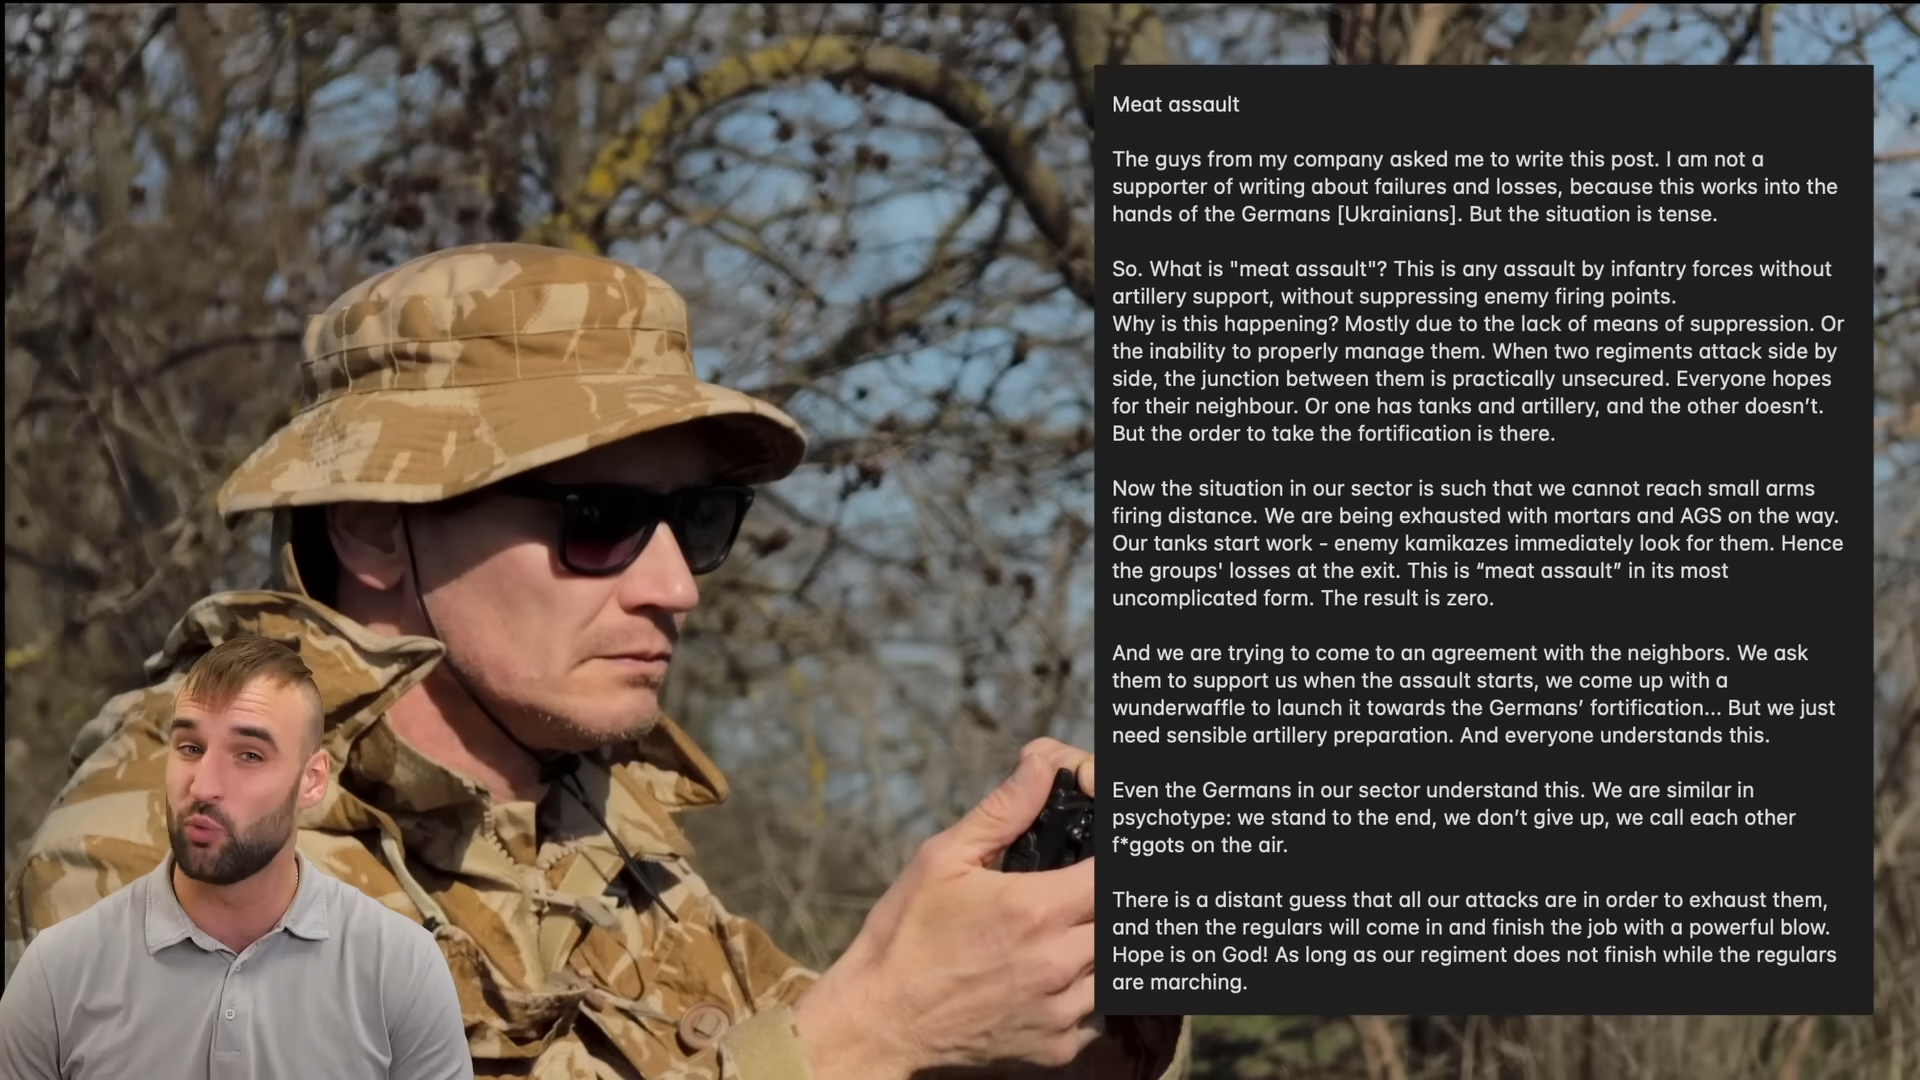 Meat assault
The guys from my company asked me to write this post. I am not a
supporter of writing about failures and losses, because this works into the
hands of the Germans [Ukrainians]. But the situation is tense.
So. What is "meat assault"? This is any assault by infantry forces without
artillery support, without suppressing enemy firing points.
Why is this happening? Mostly due to the lack of means of suppression. Or
the inability to properly manage them. When two regiments attack side by
side, the junction between them is practically unsecured. Everyone hopes
for their neighbour. Or one has tanks and artillery, and the other doesn’t.
But the order to take the fortification is there.
Now the situation in our sector is such that we cannot reach small arms
firing distance. We are being exhausted with mortars and AGS on the way.
Our tanks start work - enemy kamikazes immediately look for them. Hence
the groups' losses at the exit. This is “meat assault” in its most
uncomplicated form. The result is zero.
And we are trying to come to an agreement with the neighbors. We ask
them to support us when the assault starts, we come up with a
wunderwaffle to launch it towards the Germans’ fortification... But we just
need sensible artillery preparation. And everyone understands this.
Even the Germans in our sector understand this. We are similar in
psychotype: we stand to the end, we don’t give up, we call each other
f*ggots on the air.
There is a distant guess that all our attacks are in order to exhaust them,
and then the regulars will come in and finish the job with a powerful blow.
Hope is on God! As long as our regiment does not finish while the regulars
are marching.